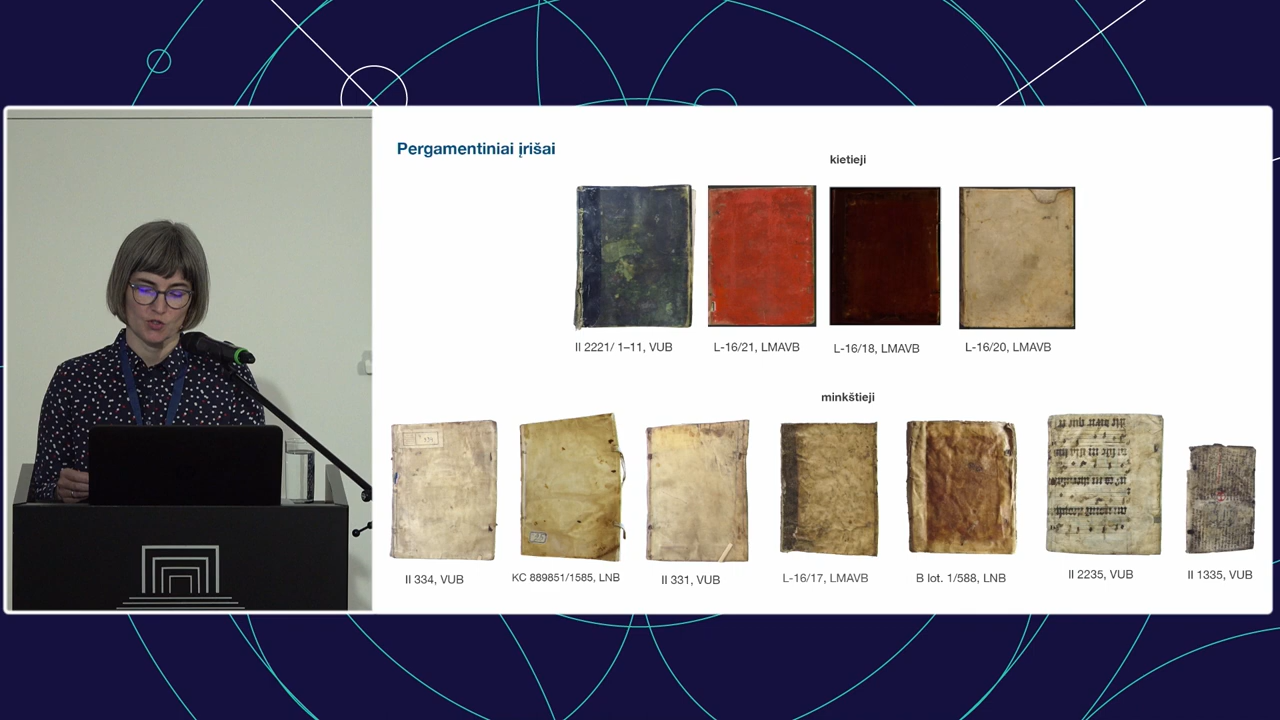 Pergamentiniai įrišai
kietieji
II 2221/ 1–11, VUB
L-16/21, LMAVB
L-16/18, LMAVB
L-16/20, LMAVB
minkštieji
II 334, VUB
KC 889851/1585, LNB
II 331, VUB
L-16/17, LMAVB
B lot. 1/588, LNB
II 2235, VUB
II 1335, VUB